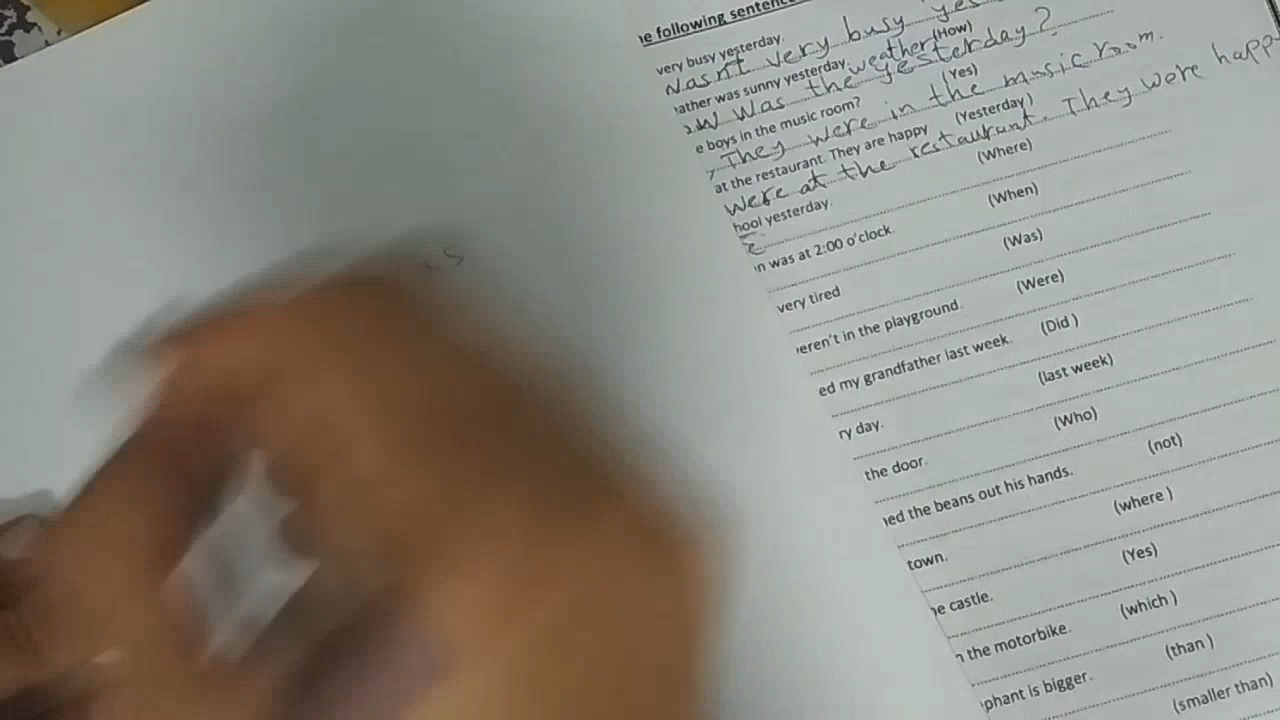 following sentence
very busy yesterday.
Wasn't very busy yes
ather was sunny yesterday. (How)
was the weather yesterday?
e boys in the music room? (Yes)
They were in the music room.
at the restaurant. They are happy (Yesterday)
were at the restaurant. They were happ
hool yesterday. (Where)
n was at 2:00 o'clock. (When)
very tired (Was)
eren't in the playground. (Were)
ed my grandfather last week. (Did)
ry day. (last week)
the door. (Who)
ed the beans out his hands. (not)
town. (where)
e castle. (Yes)
the motorbike. (which)
phant is bigger. (than)
(smaller than)